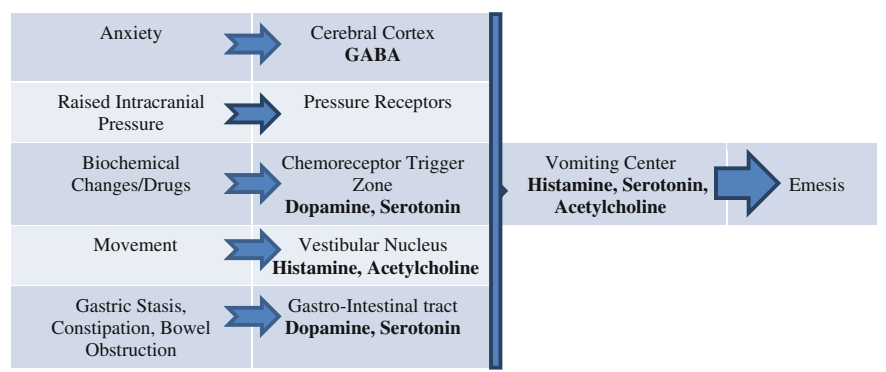 Anxiety
Cerebral Cortex
GABA
Raised Intracranial
Pressure
Pressure Receptors
Biochemical
Changes/Drugs
Chemoreceptor Trigger
Zone
Dopamine, Serotonin
Vomiting Center
Histamine, Serotonin,
Acetylcholine
Emesis
Movement
Vestibular Nucleus
Histamine, Acetylcholine
Gastric Stasis,
Constipation, Bowel
Obstruction
Gastro-Intestinal tract
Dopamine, Serotonin